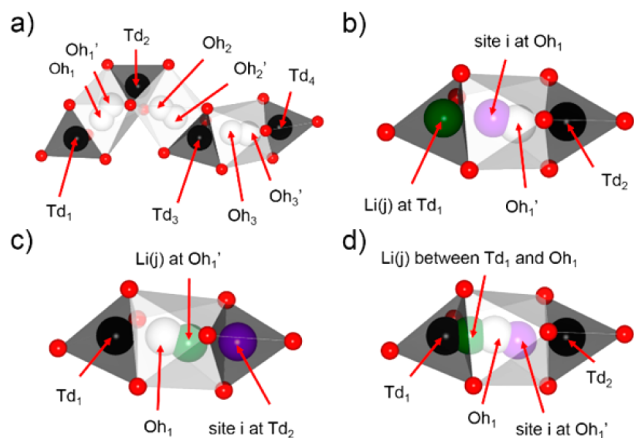 a)
Td₂
Oh₁'
Oh₁
Oh₂
Oh₂'
Td₄
Td₁
Td₃
Oh₃
Oh₃'
b)
site i at Oh₁
Li(j) at Td₁
Oh₁'
Td₂
c)
Li(j) at Oh₁'
Td₁
Oh₁
site i at Td₂
d)
Li(j) between Td₁ and Oh₁
Td₁
Oh₁
Td₂
site i at Oh₁'